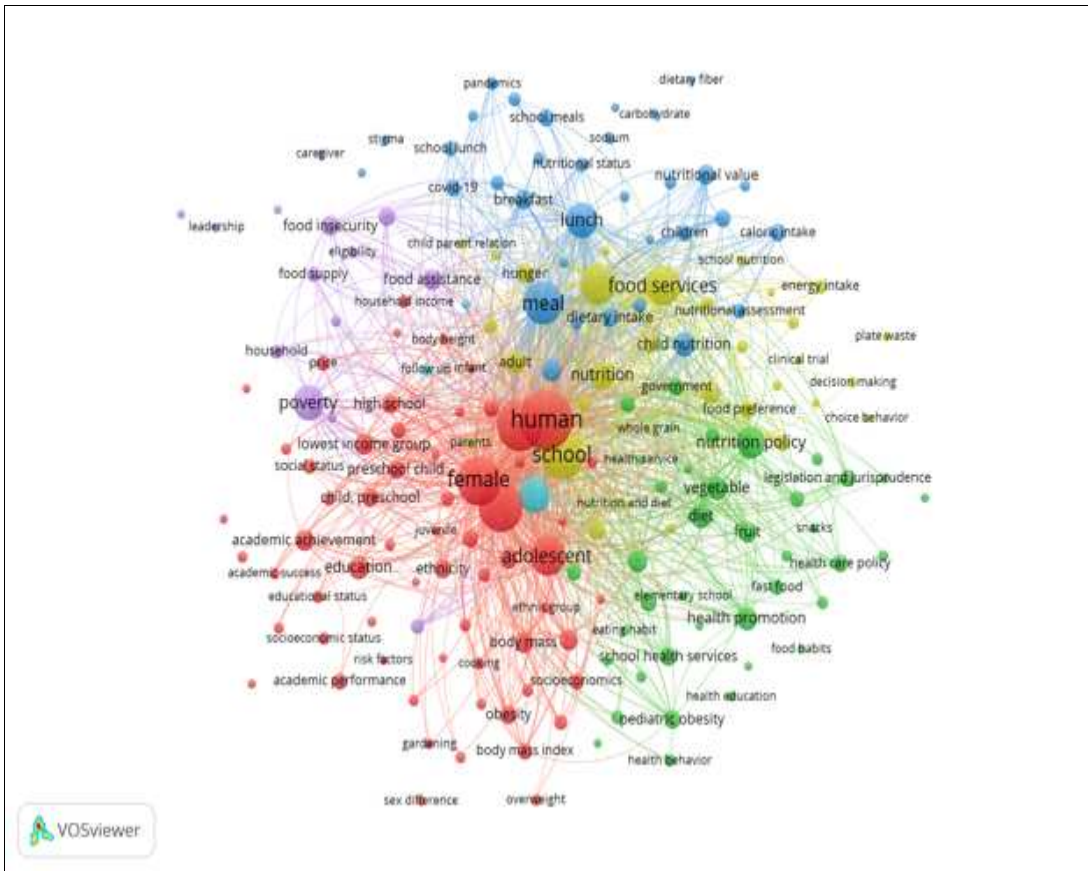 dietary fiber
pandemics
carbohydrate
school meals
stigma
sodium
school lunch
caregiver
nutritional status
nutritional value
covid-19
breakfast
lunch
leadership
food insecurity
children
caloric intake
child parent relation
eligibility
school nutrition
food supply
food assistance
hunger
food services
energy intake
household income
meal
nutritional assessment
dietary intake
body height
plate waste
child nutrition
household
price
adult
clinical trial
follow up
infant
nutrition
government
decision making
poverty
high school
food preference
choice behavior
human
whole grain
lowest income group
parents
nutrition policy
school
health service
social status
preschool child
female
legislation and jurisprudence
vegetable
child, preschool
nutrition and diet
diet
juvenile
snacks
fruit
academic achievement
adolescent
health care policy
academic success
education
ethnicity
fast food
educational status
elementary school
ethnic group
health promotion
socioeconomic status
eating habit
body mass
food habits
risk factors
cooking
school health services
academic performance
socioeconomics
health education
obesity
pediatric obesity
gardening
body mass index
health behavior
sex difference
overweight
VOSviewer